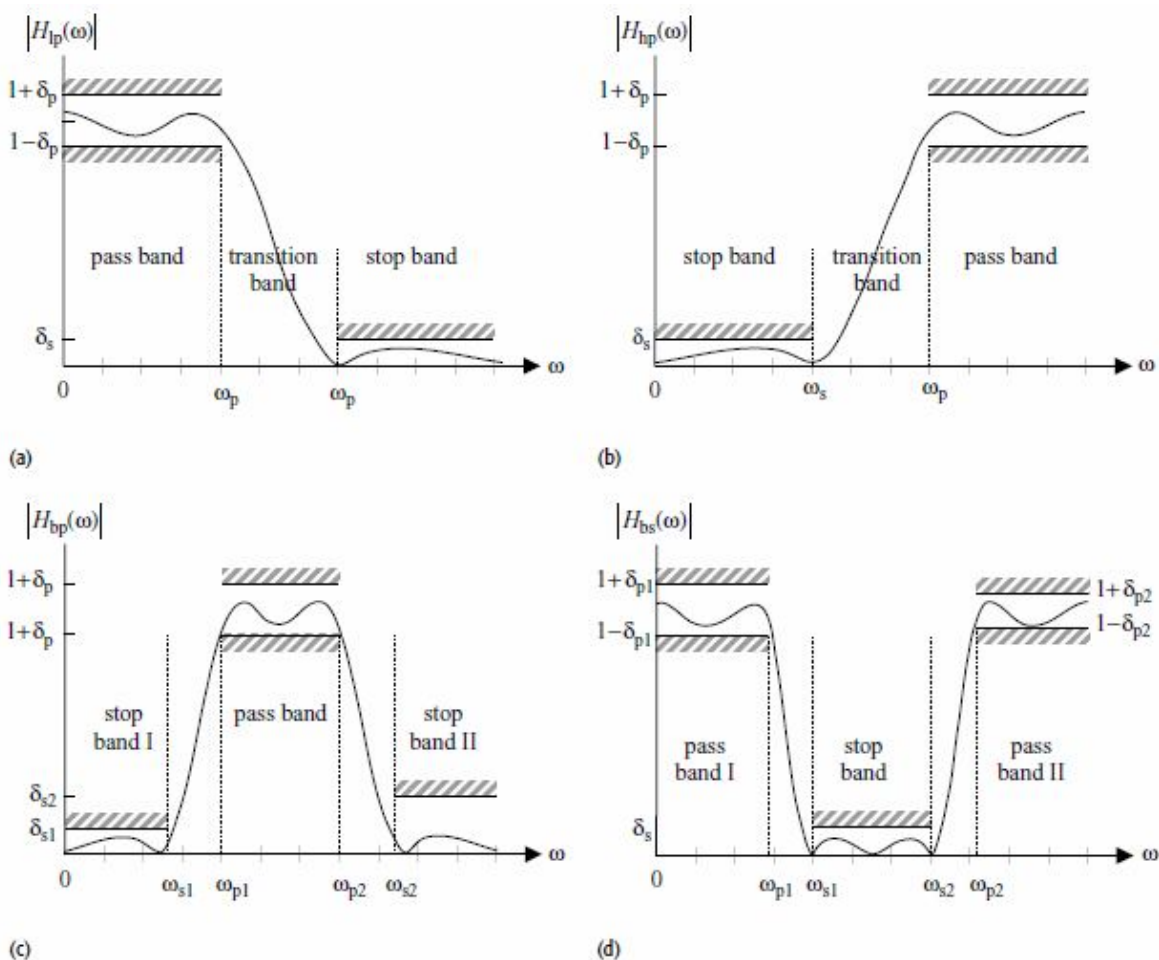 |H_lp(ω)|
1+δ_p
1−δ_p
pass band
transition
band
stop band
δ_s
0
ω_p
ω_p
ω
(a)
|H_hp(ω)|
1+δ_p
1−δ_p
stop band
transition
band
pass band
δ_s
0
ω_s
ω_p
ω
(b)
|H_bp(ω)|
1+δ_p
1+δ_p
stop
band I
pass band
stop
band II
δ_s2
δ_s1
0
ω_s1
ω_p1
ω_p2
ω_s2
ω
(c)
|H_bs(ω)|
1+δ_p1
1−δ_p1
1+δ_p2
1−δ_p2
pass
band I
stop
band
pass
band II
δ_s
0
ω_p1
ω_s1
ω_s2
ω_p2
ω
(d)